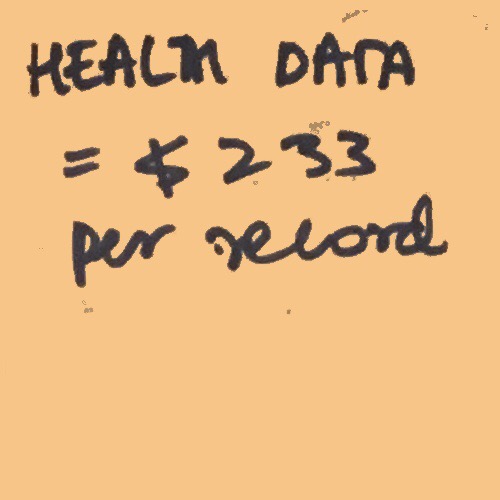 HEALTH DATA
= $ 233
per record